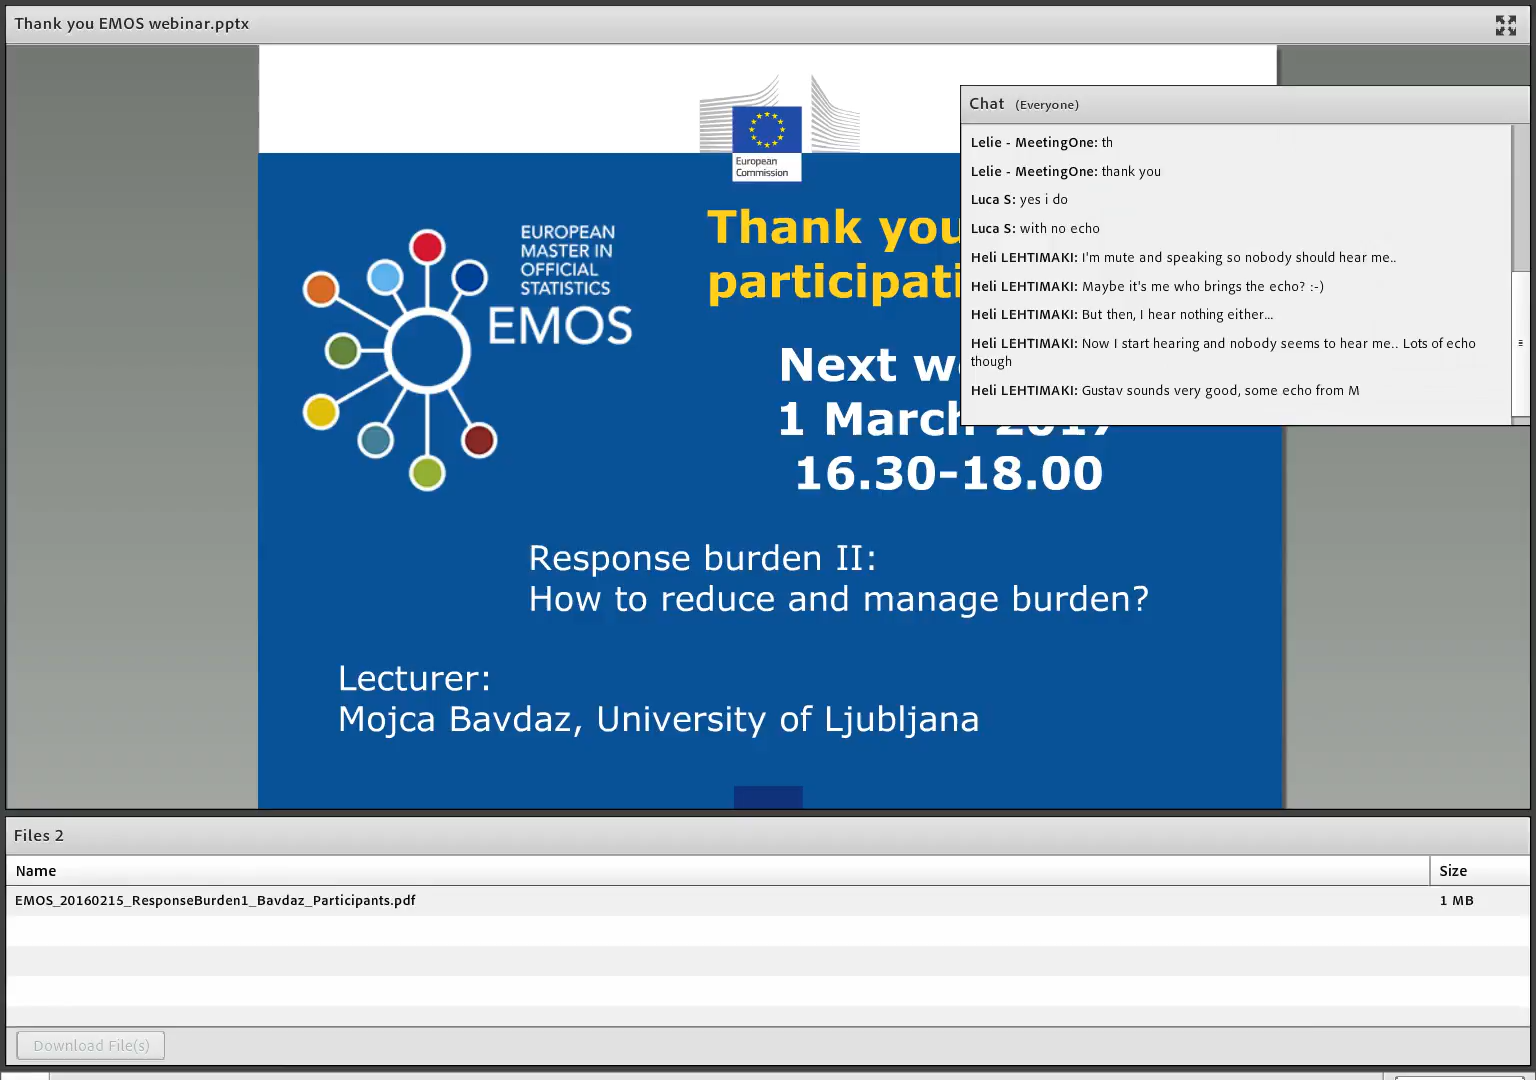 Thank you EMOS webinar.pptx
European
Commission
EUROPEAN
MASTER IN
OFFICIAL
STATISTICS
EMOS
Thank you
participati
Next w
1 March 2017
16.30-18.00
Response burden II:
How to reduce and manage burden?
Lecturer:
Mojca Bavdaz, University of Ljubljana
Chat (Everyone)
Lelie - MeetingOne: th
Lelie - MeetingOne: thank you
Luca S: yes i do
Luca S: with no echo
Heli LEHTIMAKI: I'm mute and speaking so nobody should hear me..
Heli LEHTIMAKI: Maybe it's me who brings the echo? :-)
Heli LEHTIMAKI: But then, I hear nothing either...
Heli LEHTIMAKI: Now I start hearing and nobody seems to hear me.. Lots of echo
though
Heli LEHTIMAKI: Gustav sounds very good, some echo from M
Files 2
Name Size
EMOS_20160215_ResponseBurden1_Bavdaz_Participants.pdf 1 MB
Download File(s)